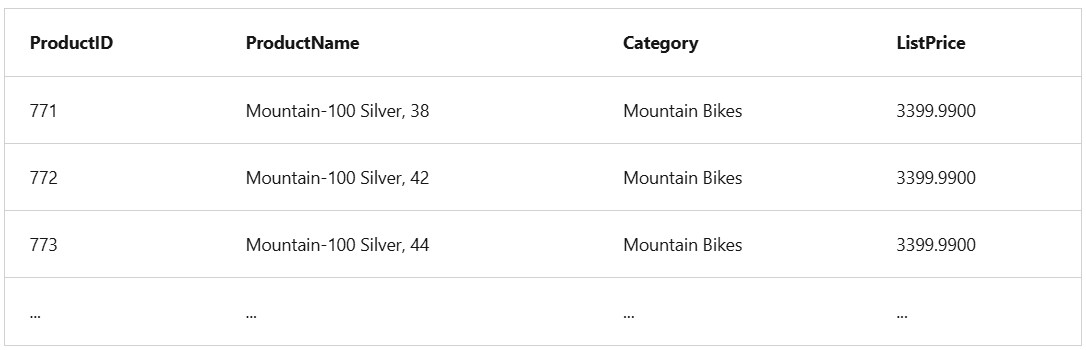 ProductID ProductName Category ListPrice
771 Mountain-100 Silver, 38 Mountain Bikes 3399.9900
772 Mountain-100 Silver, 42 Mountain Bikes 3399.9900
773 Mountain-100 Silver, 44 Mountain Bikes 3399.9900
... ... ... ...